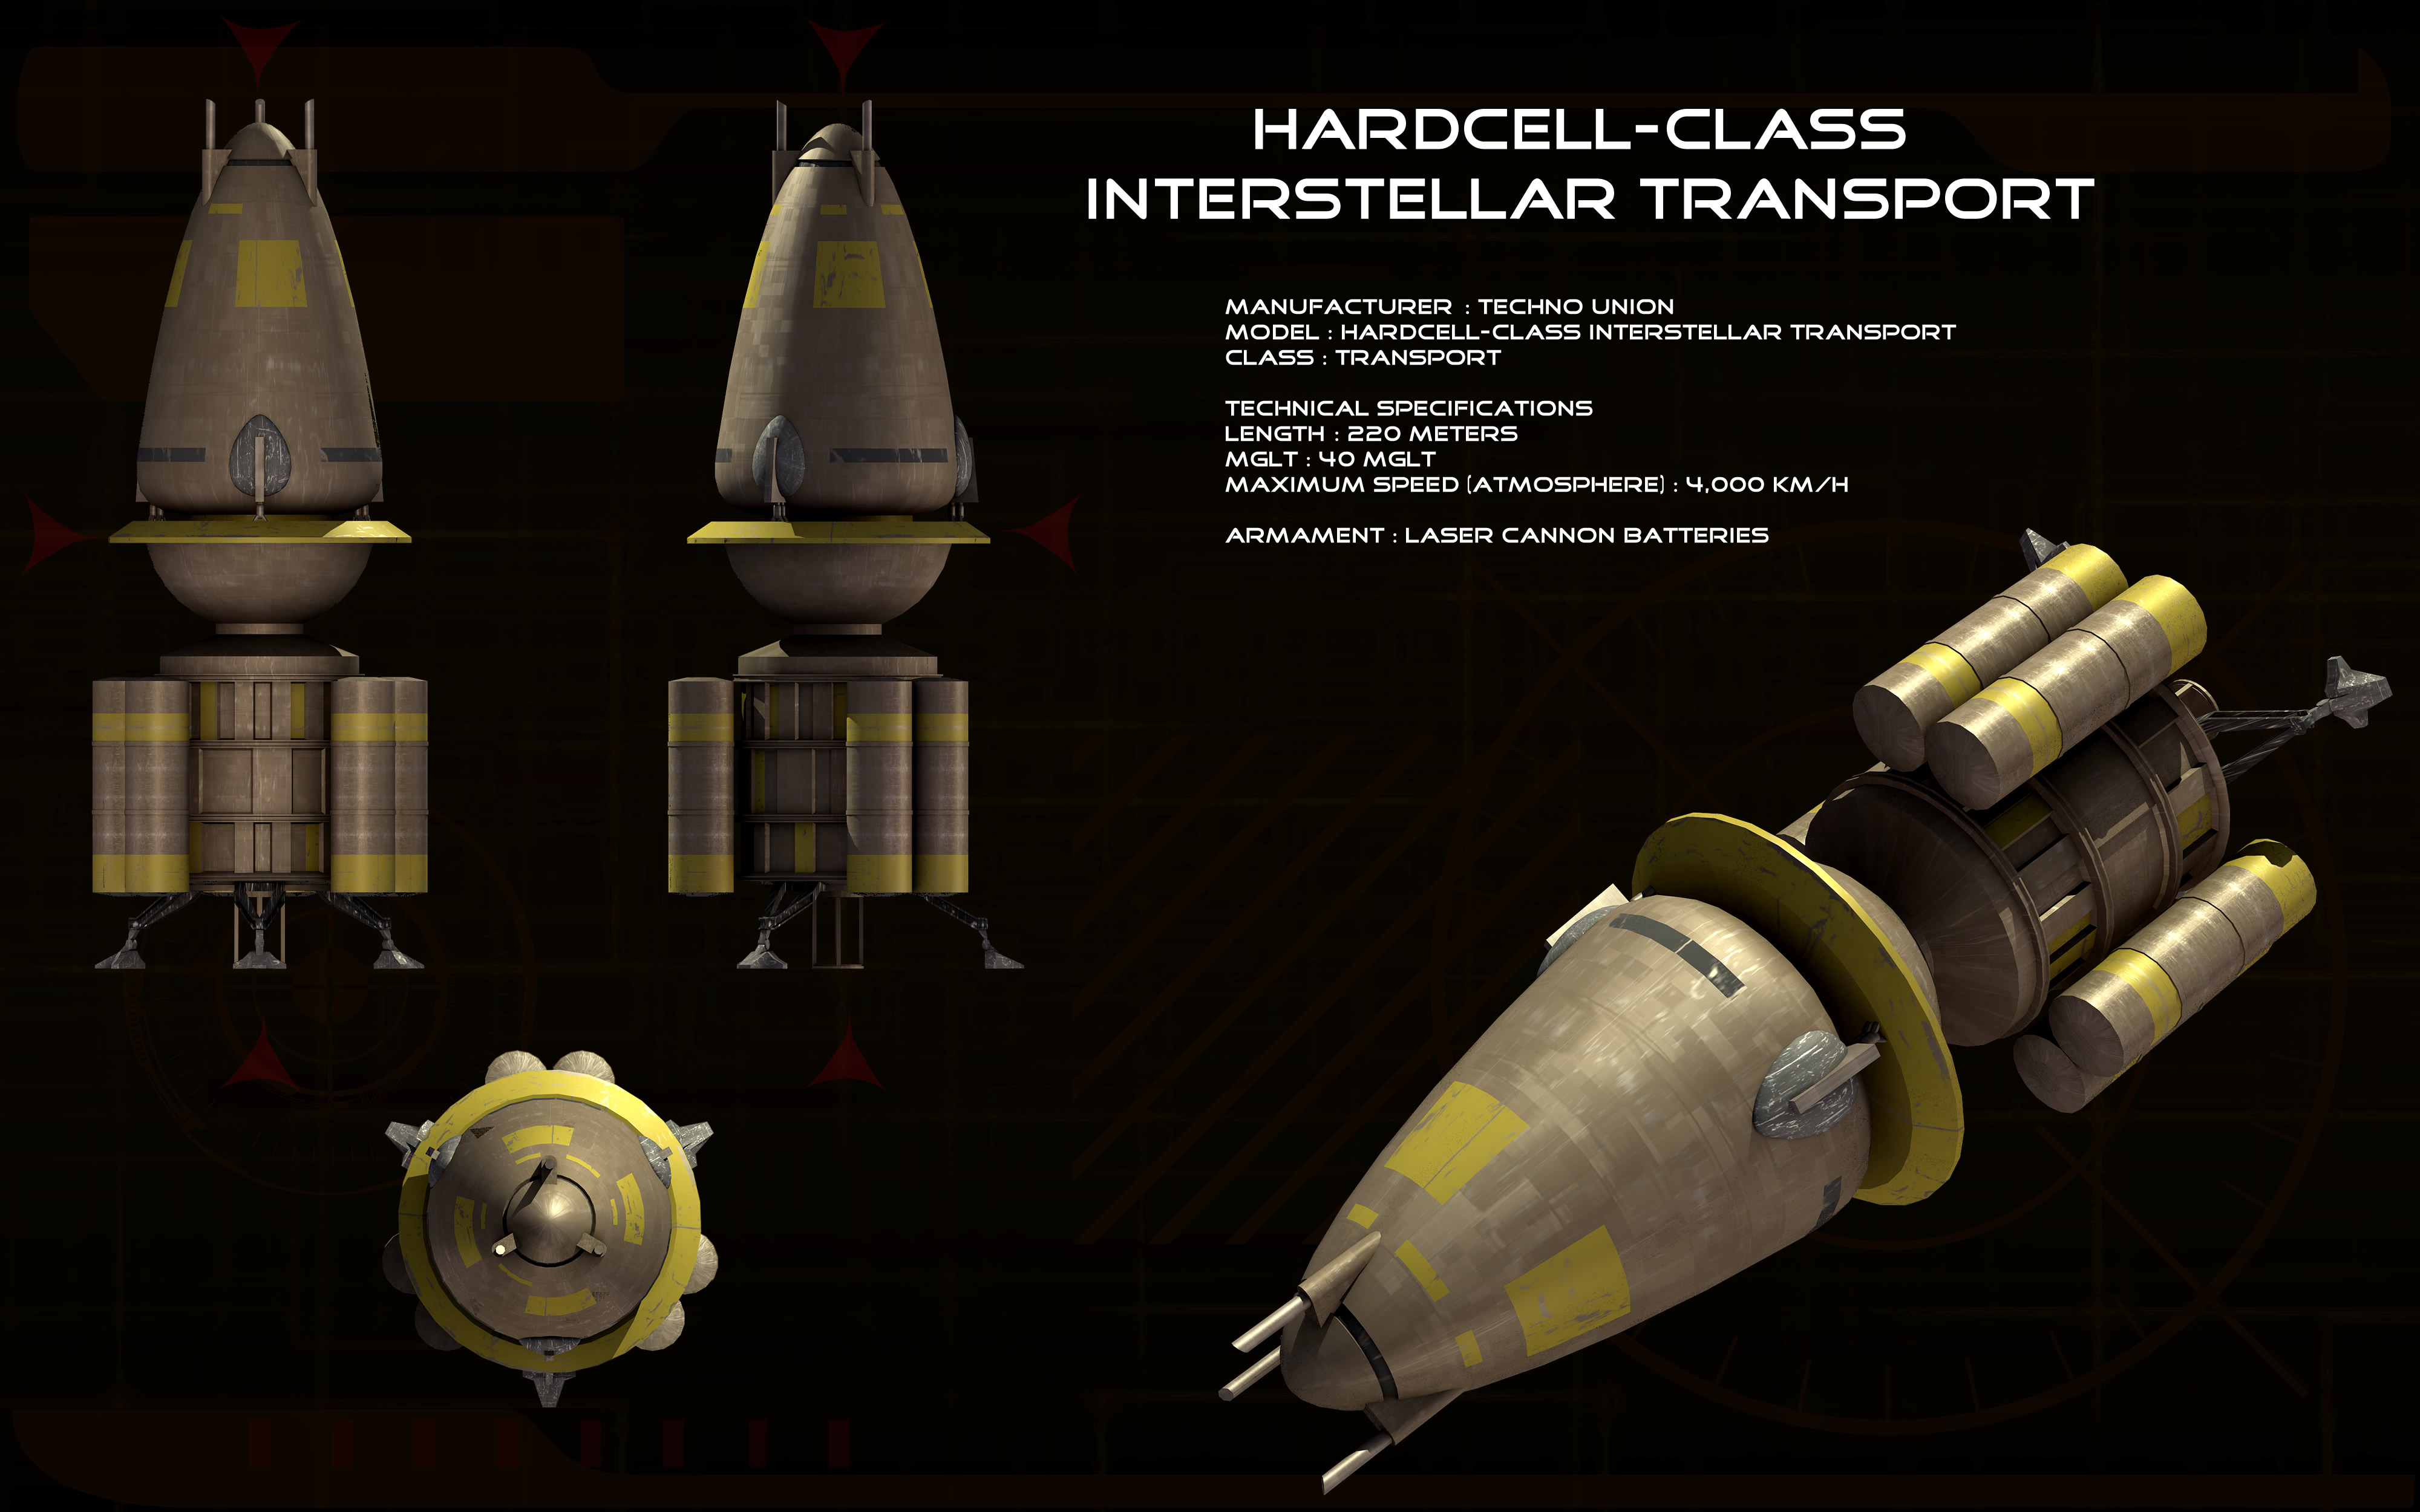 HARDCELL-CLASS
INTERSTELLAR TRANSPORT
MANUFACTURER : TECHNO UNION
MODEL : HARDCELL-CLASS INTERSTELLAR TRANSPORT
CLASS : TRANSPORT
TECHNICAL SPECIFICATIONS
LENGTH : 220 METERS
MGLT : 40 MGLT
MAXIMUM SPEED (ATMOSPHERE) : 4,000 KM/H
ARMAMENT : LASER CANNON BATTERIES